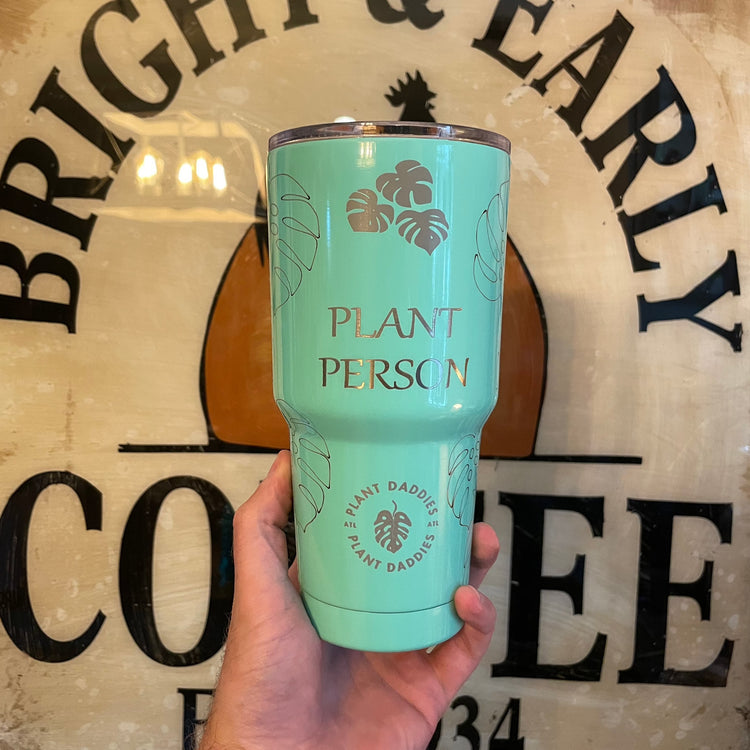 BRIGHT & EARLY
COFFEE
PLANT
PERSON
PLANT DADDIES
ATL ATL
PLANT DADDIES